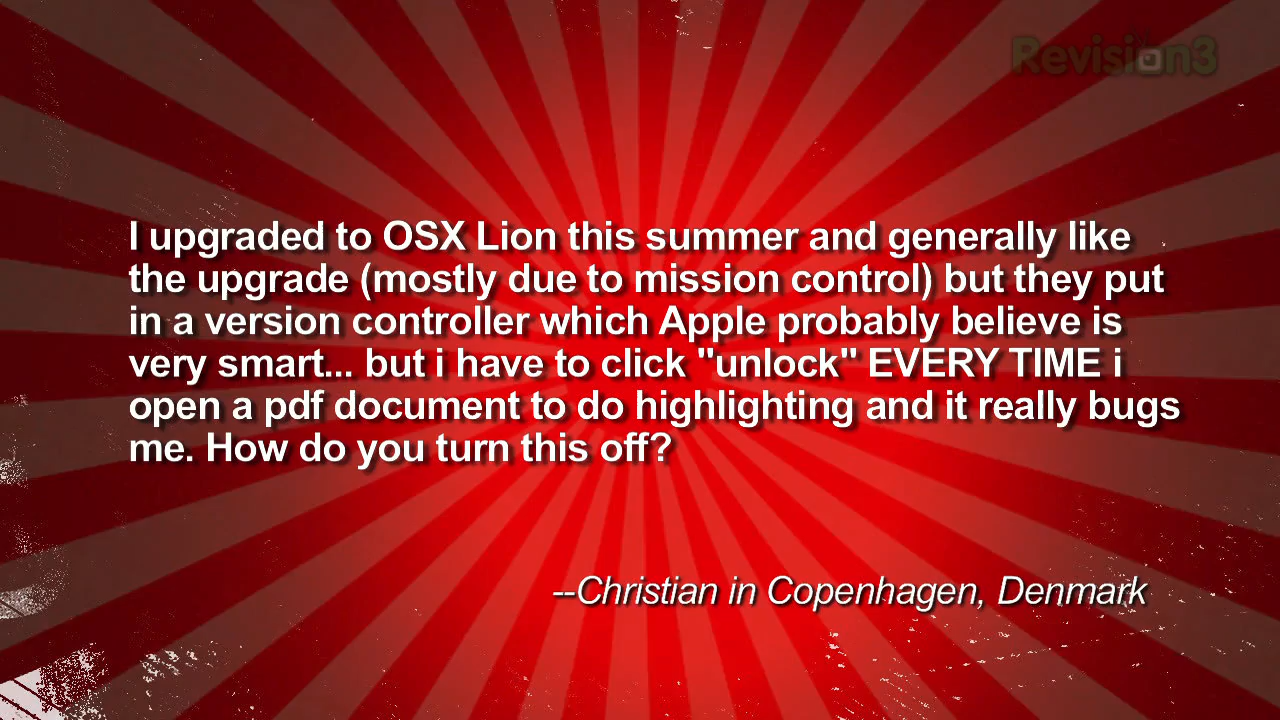 Revision3
I upgraded to OSX Lion this summer and generally like
the upgrade (mostly due to mission control) but they put
in a version controller which Apple probably believe is
very smart... but i have to click "unlock" EVERY TIME i
open a pdf document to do highlighting and it really bugs
me. How do you turn this off?
--Christian in Copenhagen, Denmark